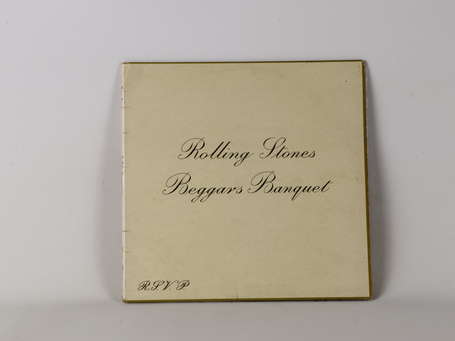 Rolling Stones
Beggars Banquet
R.S.V.P